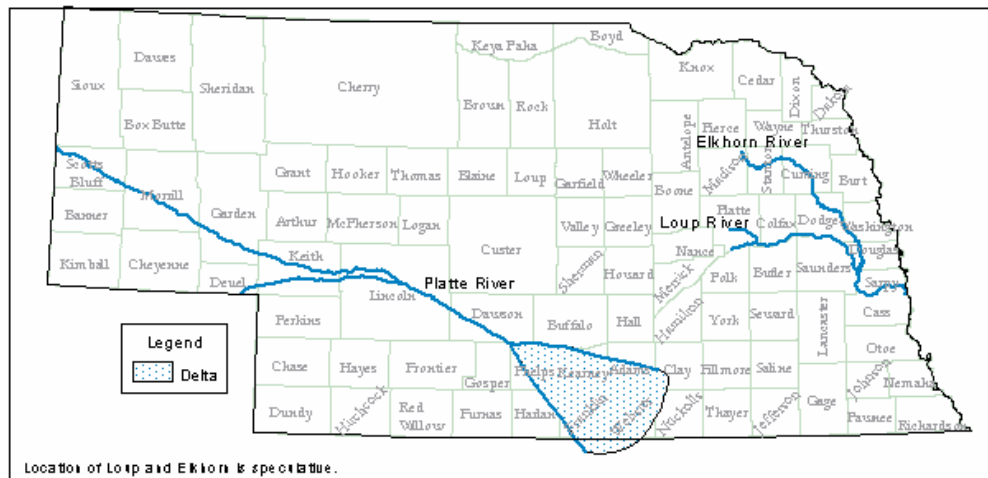 Boyd
Keya Paha
Knox
Dawes
Cedar
Sioux
Sheridan
Cherry
Dixon
Dakota
Brown
Rock
Box Butte
Holt
Antelope
Pierce
Wayne
Thurston
Elkhorn River
Scotts
Bluff
Grant
Hooker
Thomas
Blaine
Loup
Garfield
Wheeler
Madison
Stanton
Cuming
Burt
Morrill
Boone
Banner
Garden
Arthur
McPherson
Logan
Valley
Greeley
Platte
Colfax
Dodge
Washington
Loup River
Custer
Nance
Douglas
Kimball
Cheyenne
Keith
Sherman
Howard
Merrick
Polk
Butler
Saunders
Sarpy
Deuel
Lincoln
Platte River
Perkins
Dawson
Buffalo
Hall
Hamilton
York
Seward
Lancaster
Cass
Legend
Otoe
Delta
Chase
Hayes
Frontier
Gosper
Phelps
Kearney
Adams
Clay
Fillmore
Saline
Johnson
Nemaha
Gage
Dundy
Hitchcock
Red
Willow
Furnas
Harlan
Franklin
Webster
Nuckolls
Thayer
Jefferson
Pawnee
Richardson
Location of Loup and Elkhorn is speculative.